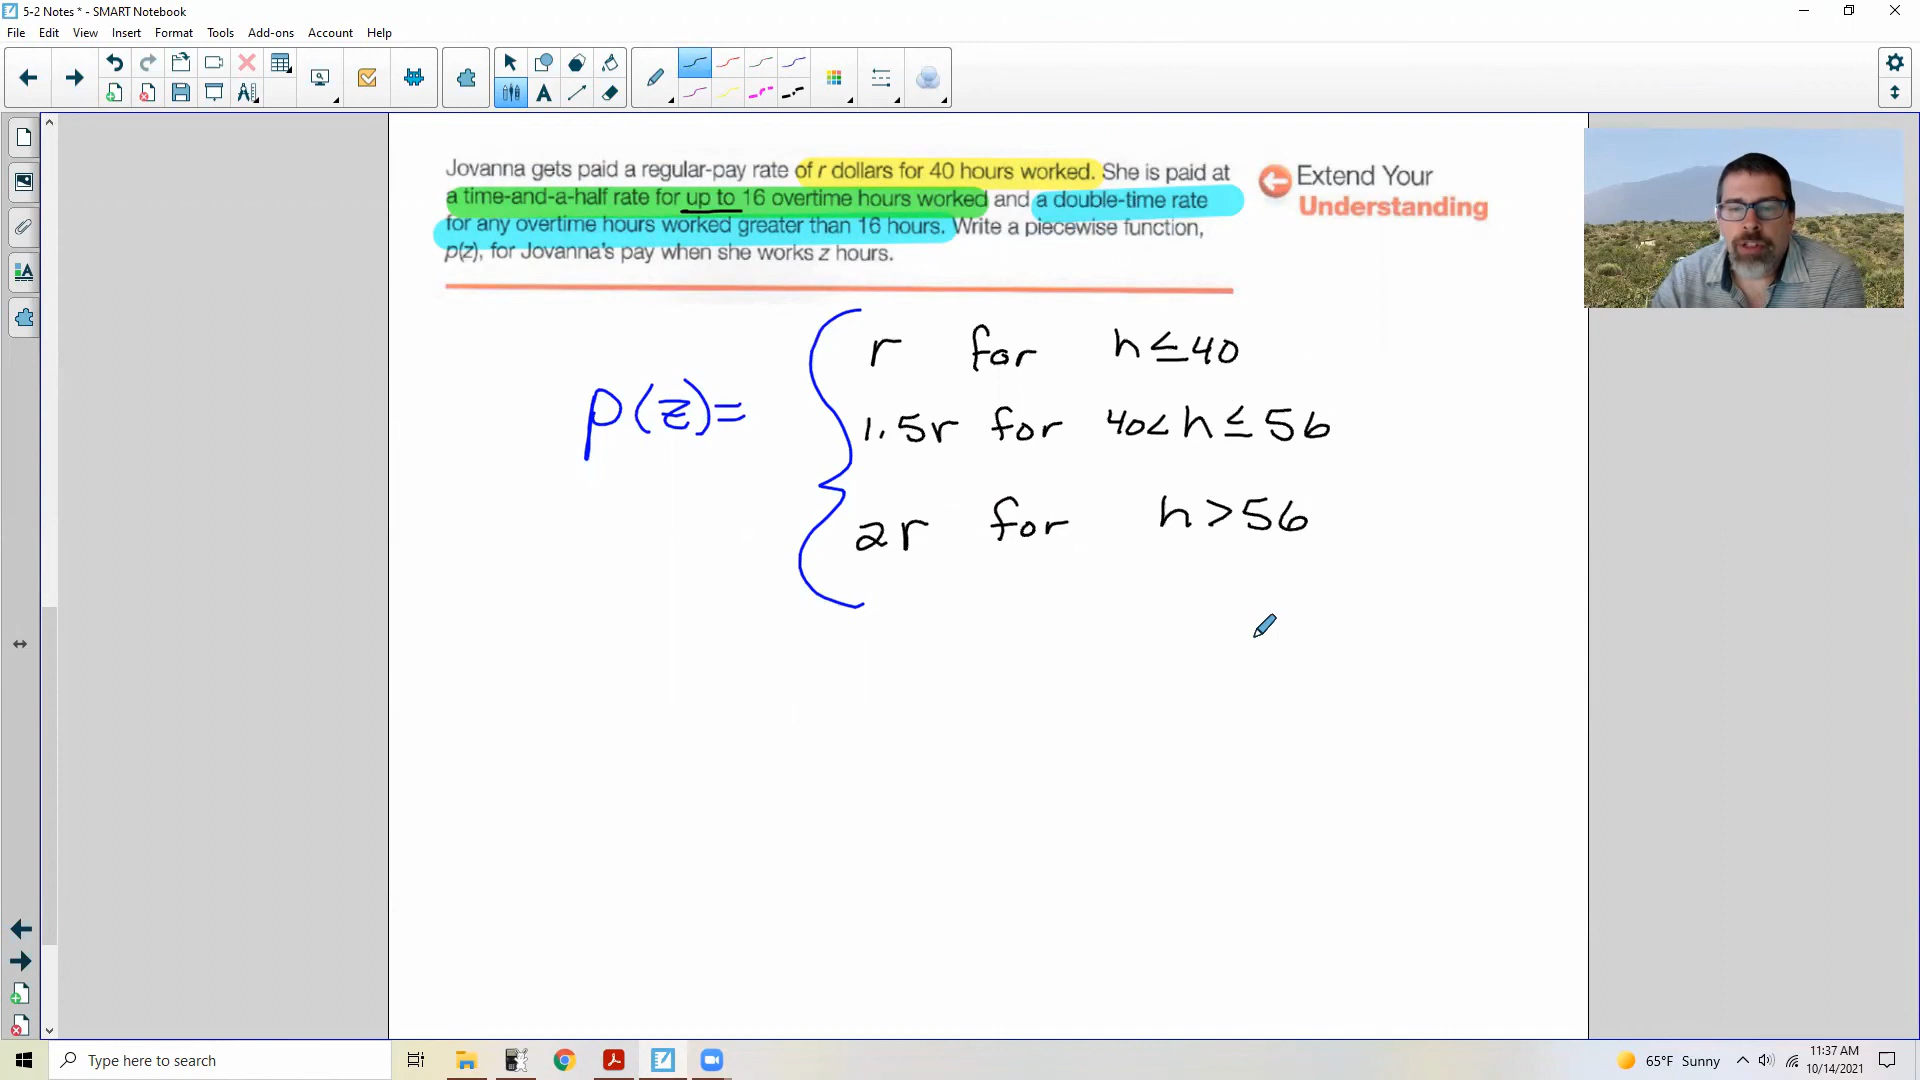 5-2 Notes * - SMART Notebook
File Edit View Insert Format Tools Add-ons Account Help
Jovanna gets paid a regular-pay rate of r dollars for 40 hours worked. She is paid at
a time-and-a-half rate for up to 16 overtime hours worked and a double-time rate
for any overtime hours worked greater than 16 hours. Write a piecewise function,
p(z), for Jovanna's pay when she works z hours.
Extend Your
Understanding
p(z)=
r for h ≤ 40
1.5r for 40 < h ≤ 56
2r for h > 56
Type here to search
65°F Sunny
11:37 AM
10/14/2021